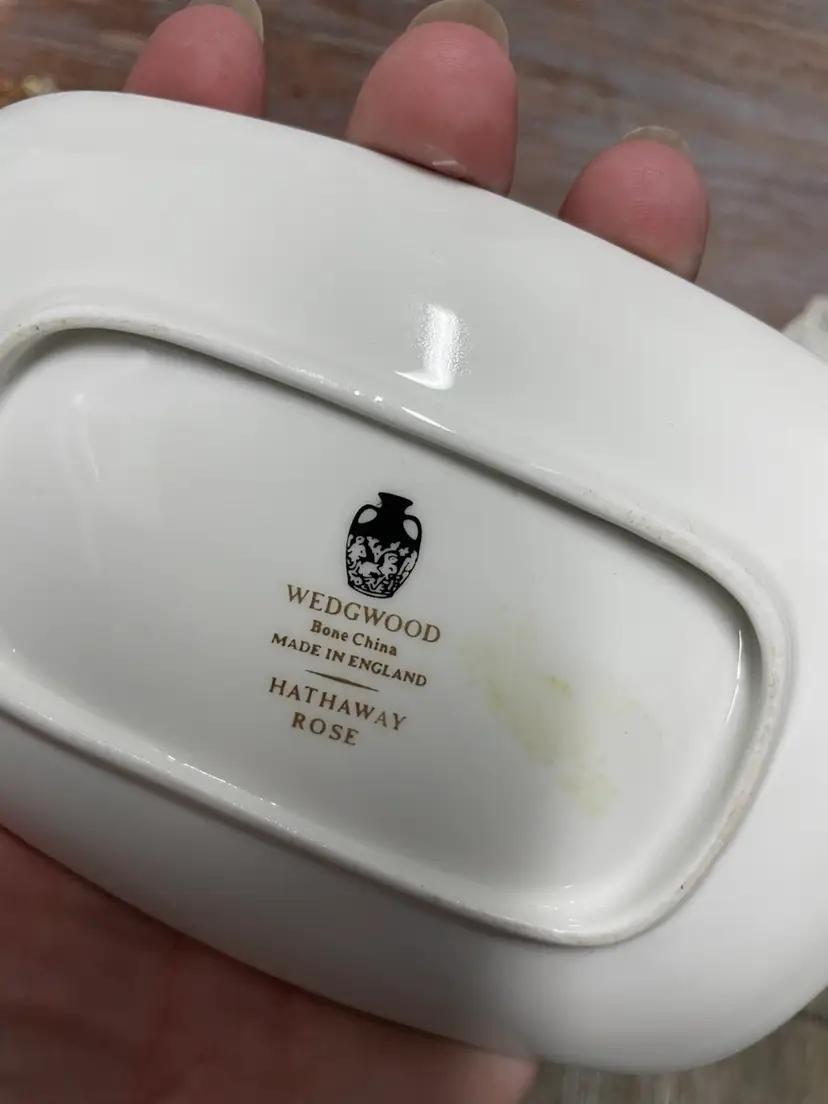 WEDGWOOD
Bone China
MADE IN ENGLAND
HATHAWAY
ROSE